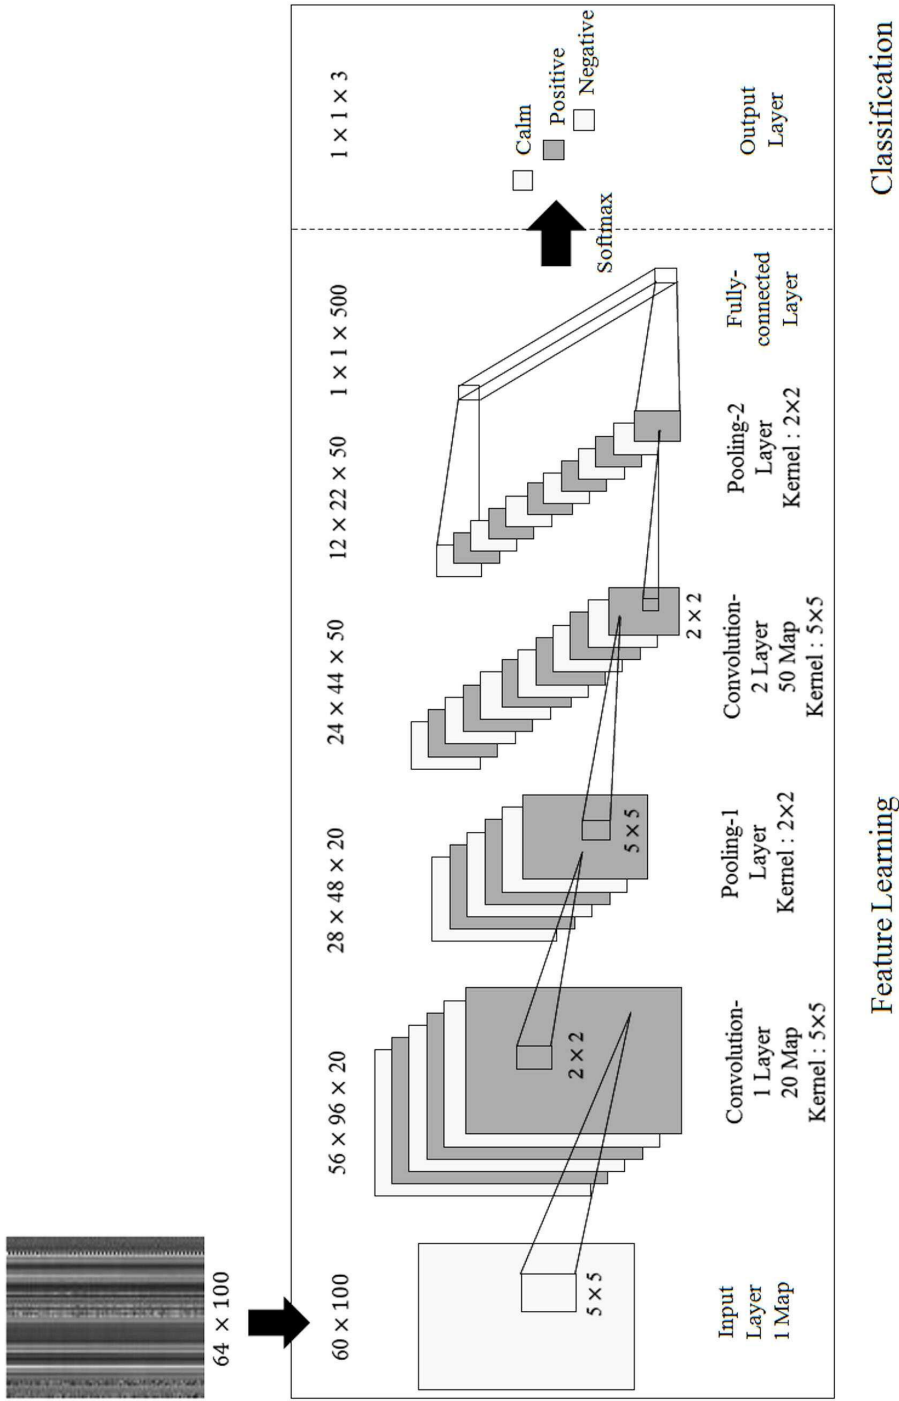 64 × 100
60 × 100
56 × 96 × 20
28 × 48 × 20
24 × 44 × 50
12 × 22 × 50
1 × 1 × 500
1 × 1 × 3
5 × 5
2 × 2
5 × 5
2 × 2
Softmax
Calm
Positive
Negative
Input
Layer
1 Map
Convolution-
1 Layer
20 Map
Kernel : 5×5
Pooling-1
Layer
Kernel : 2×2
Convolution-
2 Layer
50 Map
Kernel : 5×5
Pooling-2
Layer
Kernel : 2×2
Fully-
connected
Layer
Output
Layer
Feature Learning
Classification